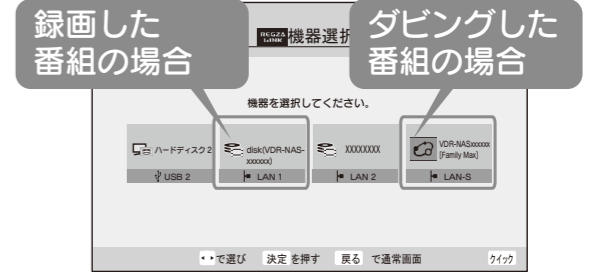 録画した
番組の場合
ダビングした
番組の場合
REGZA LINK 機器選択
機器を選択してください。
ハードディスク2
USB 2
disk(VDR-NAS-
xxxxxx)
LAN 1
XXXXXXXX
LAN 2
VDR-NASxxxxxx
[Family Max]
LAN-S
で選び 決定 を押す 戻る で通常画面 クイック